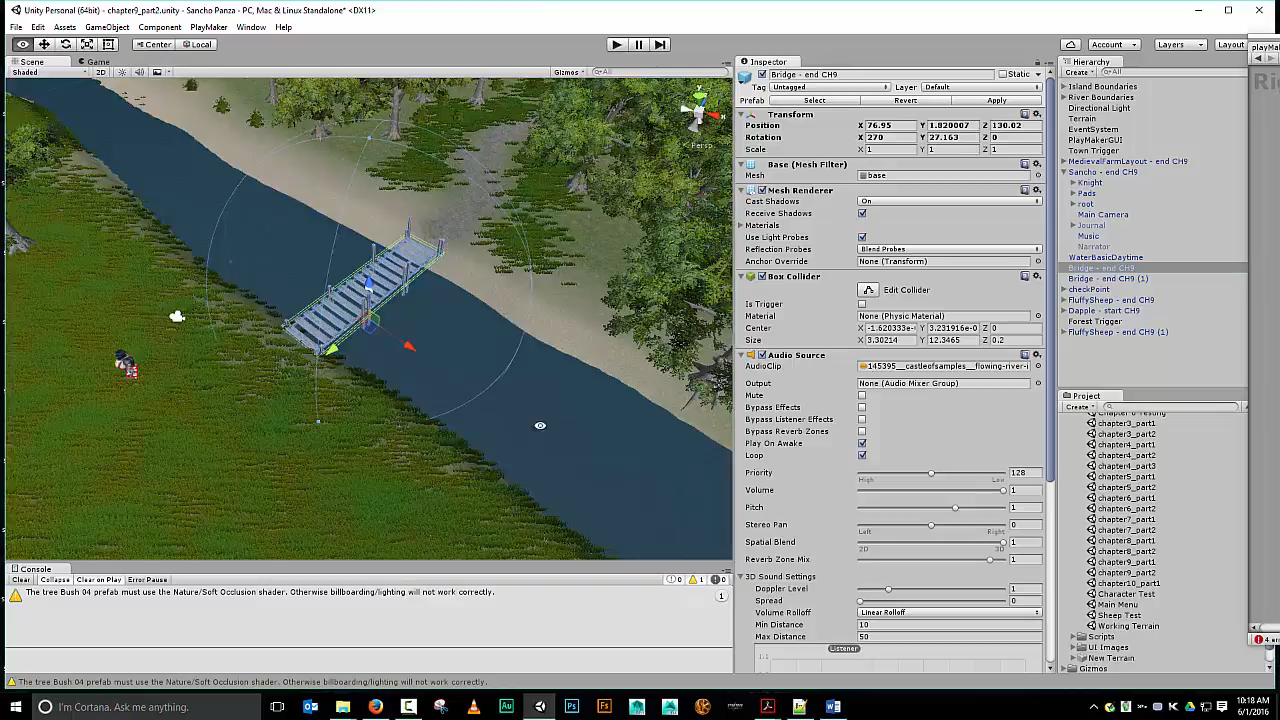 Unity Personal (64bit) - chapter9_part2.unity - Sancho Panza - PC, Mac & Linux Standalone* <DX11>
File Edit Assets GameObject Component PlayMaker Window Help
Center Local
Account Layers Layout
Scene Game
Shaded 2D Gizmos All
Persp
Inspector
Bridge - end CH9 Static
Tag Untagged Layer Default
Prefab Select Revert Apply
Transform
Position X 76.95 Y 1.820007 Z 130.02
Rotation X 270 Y 27.163 Z 0
Scale X 1 Y 1 Z 1
Base (Mesh Filter)
Mesh base
Mesh Renderer
Cast Shadows On
Receive Shadows
Materials
Use Light Probes
Reflection Probes Blend Probes
Anchor Override None (Transform)
Box Collider
Edit Collider
Is Trigger
Material None (Physic Material)
Center X -1.620333e- Y 3.231916e- Z 0
Size X 3.30214 Y 12.3465 Z 0.2
Audio Source
AudioClip 145395__castleofsamples__flowing-river-i
Output None (Audio Mixer Group)
Mute
Bypass Effects
Bypass Listener Effects
Bypass Reverb Zones
Play On Awake
Loop
Priority 128
High Low
Volume 1
Pitch 1
Stereo Pan 0
Left Right
Spatial Blend 1
2D 3D
Reverb Zone Mix 1
3D Sound Settings
Doppler Level 1
Spread 0
Volume Rolloff Linear Rolloff
Min Distance 10
Max Distance 50
Listener
Hierarchy
Create All
Island Boundaries
River Boundaries
Directional Light
Terrain
EventSystem
PlayMakerGUI
Town Trigger
MedievalFarmLayout - end CH9
Sancho - end CH9
Knight
Pads
root
Main Camera
Journal
Music
Narrator
WaterBasicDaytime
Bridge - end CH9
Bridge - end CH9 (1)
checkPoint
FluffySheep - end CH9
Dapple - start CH9
Forest Trigger
FluffySheep - end CH9 (1)
Project
Create
chapter3_part1
chapter3_part2
chapter4_part1
chapter4_part2
chapter4_part3
chapter5_part1
chapter5_part2
chapter6_part1
chapter6_part2
chapter7_part1
chapter7_part2
chapter8_part1
chapter8_part2
chapter9_part1
chapter9_part2
chapter10_part1
Character Test
Main Menu
Sheep Test
Working Terrain
Scripts
UI Images
New Terrain
Gizmos
playMa
Console
Clear Collapse Clear on Play Error Pause 0 1 0
The tree Bush 04 prefab must use the Nature/Soft Occlusion shader. Otherwise billboarding/lighting will not work correctly. 1
The tree Bush 04 prefab must use the Nature/Soft Occlusion shader. Otherwise billboarding/lighting will not work correctly.
I'm Cortana. Ask me anything.
10:18 AM
6/1/2016